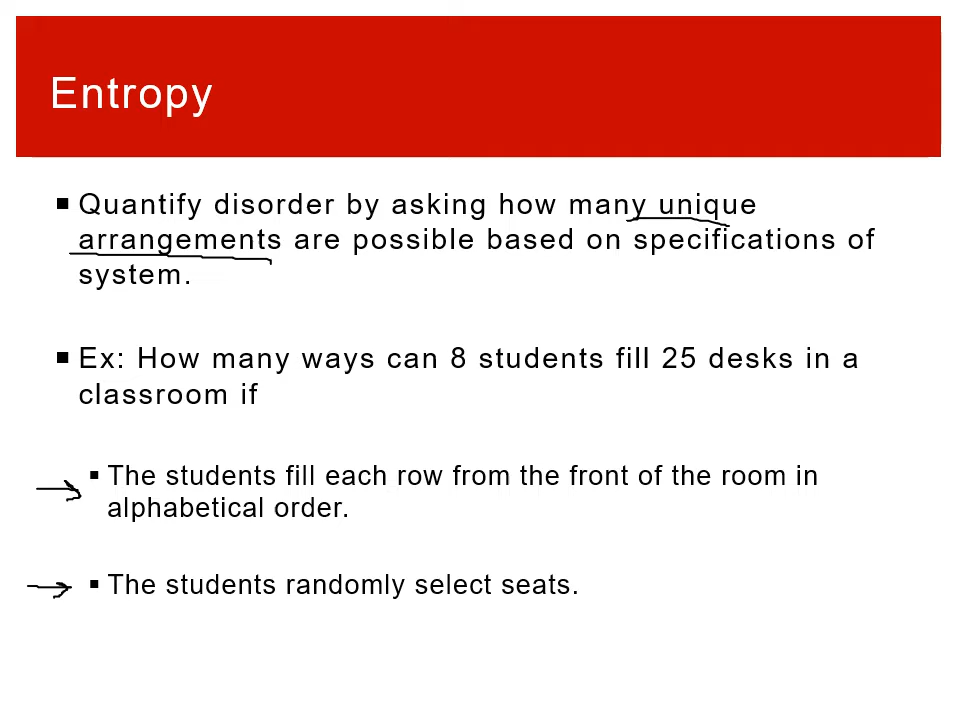 Entropy
Quantify disorder by asking how many unique
arrangements are possible based on specifications of
system.
Ex: How many ways can 8 students fill 25 desks in a
classroom if
The students fill each row from the front of the room in
alphabetical order.
The students randomly select seats.